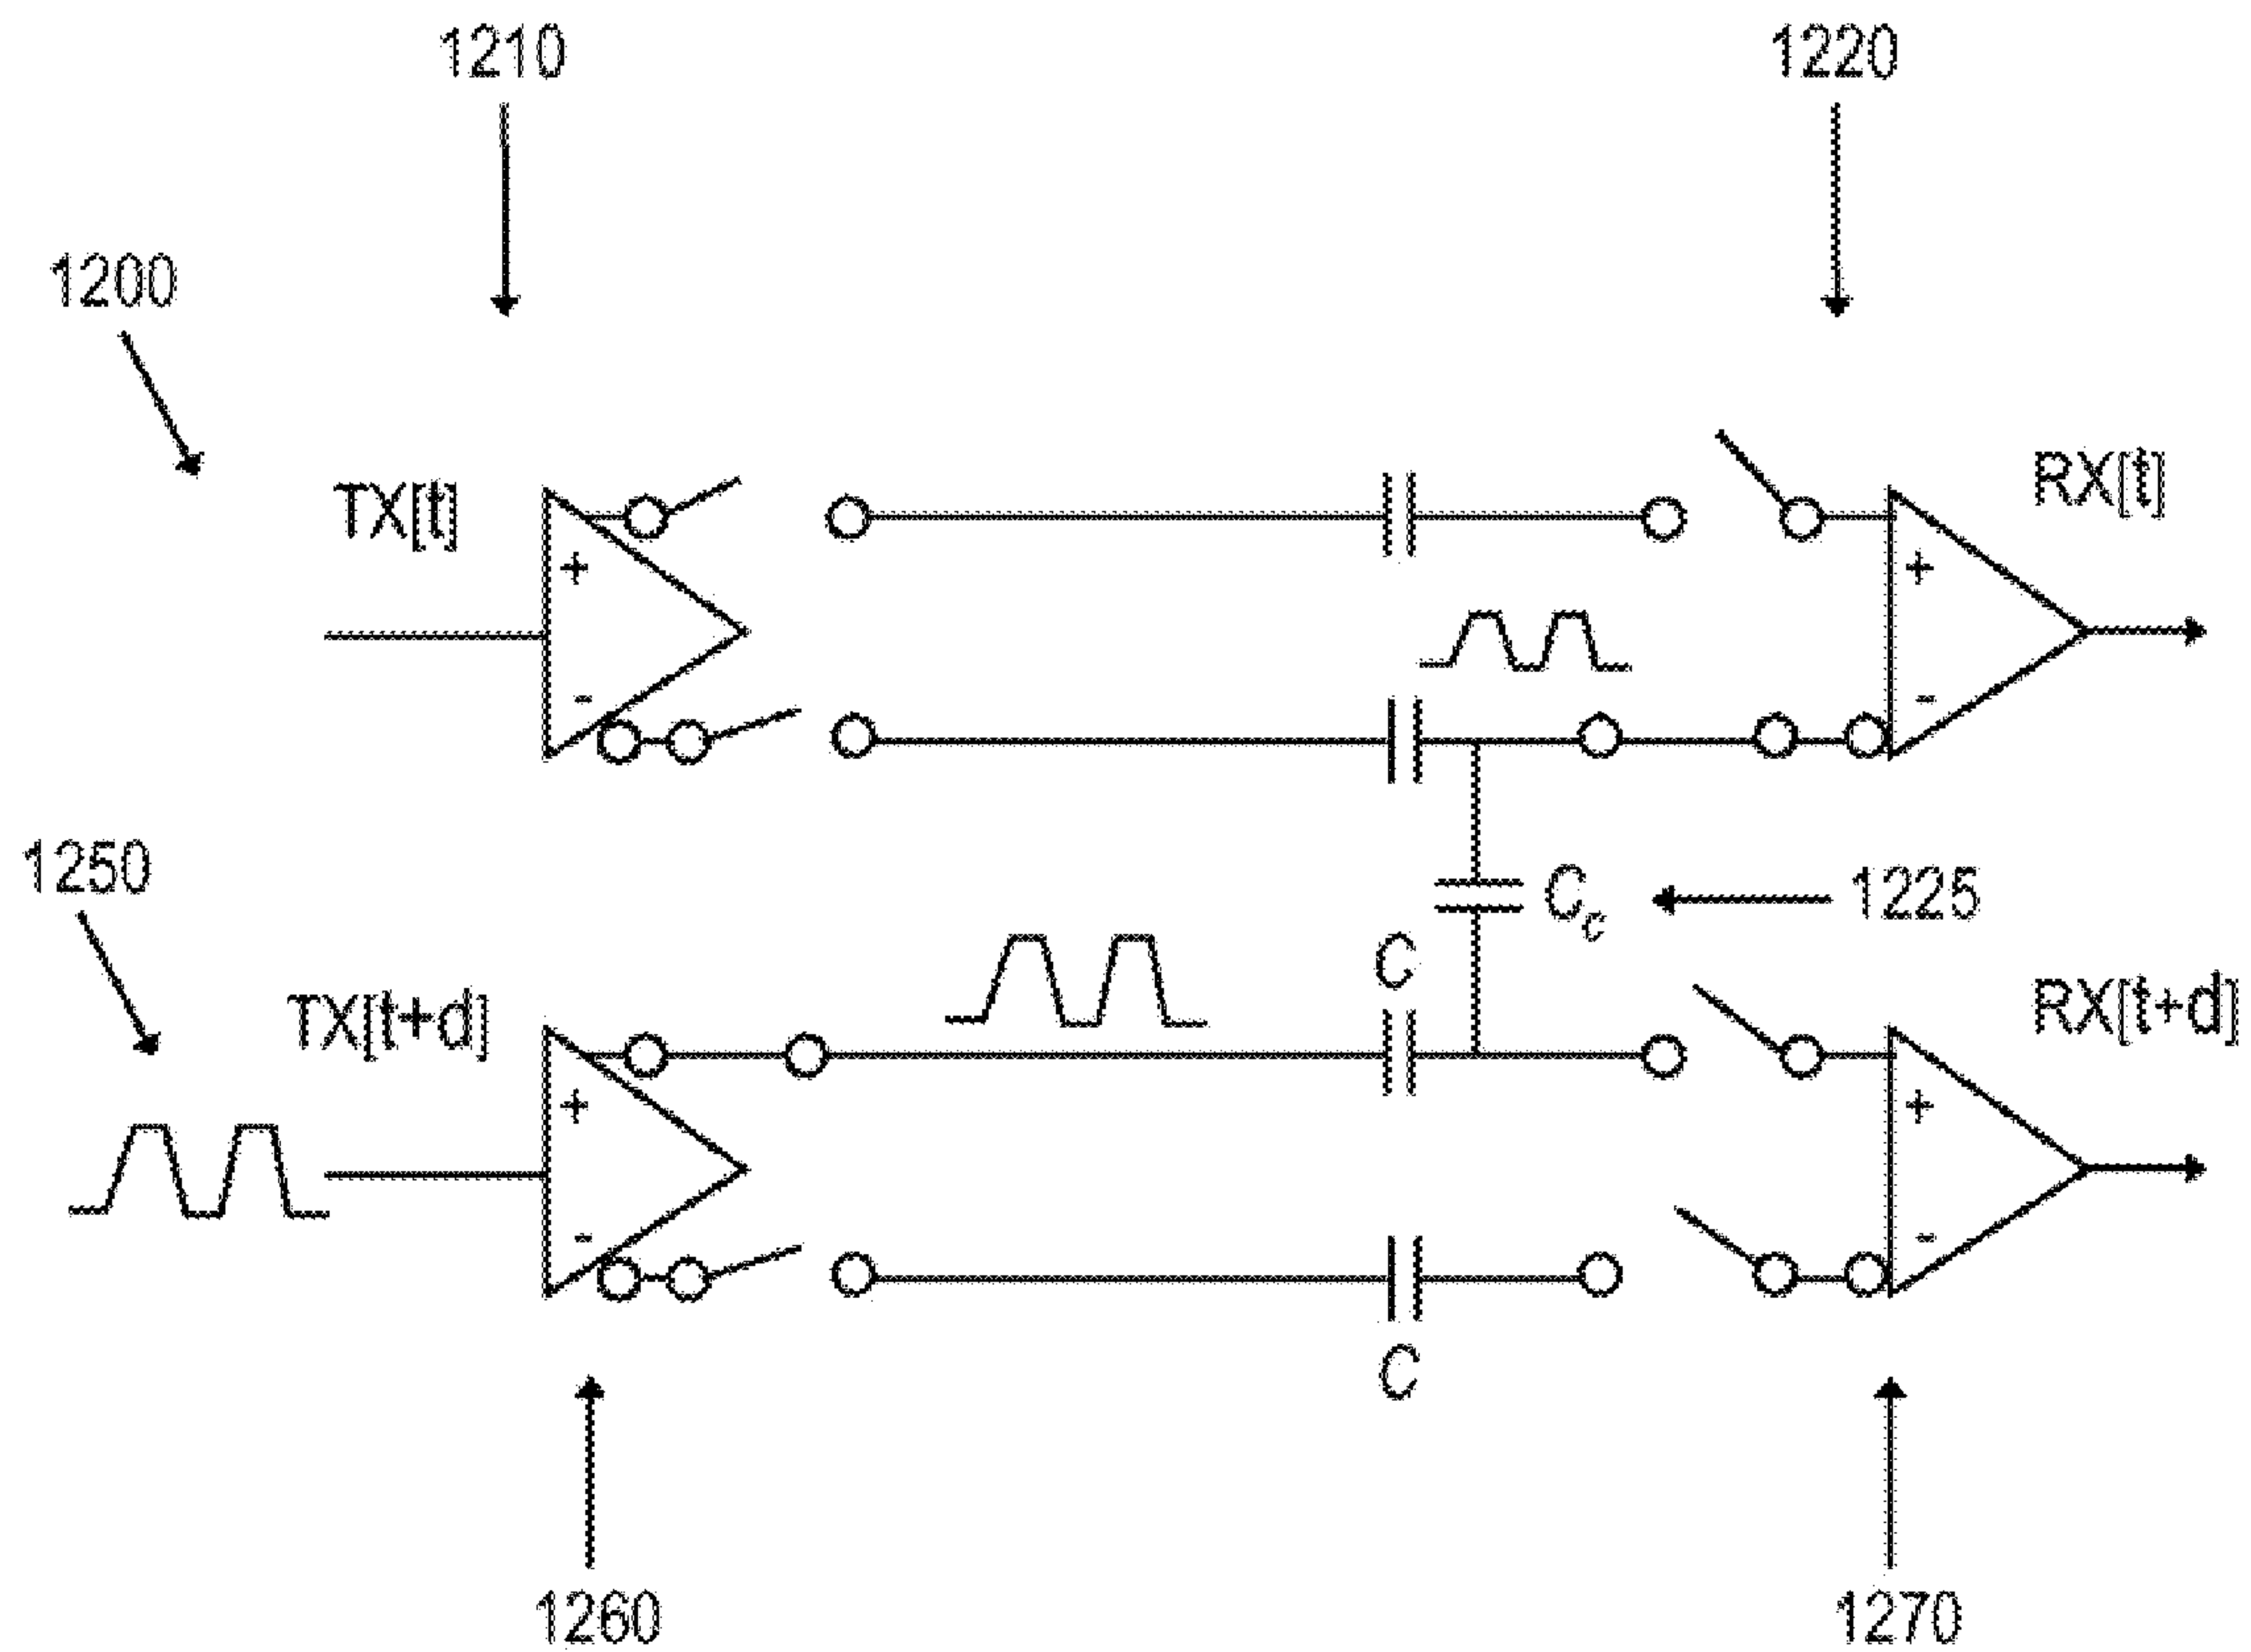 1210
1220
1200
TX[t]
RX[t]
+
+
-
-
1250
C
1225
Cc
TX[t+d]
RX[t+d]
+
+
-
-
C
1260
1270